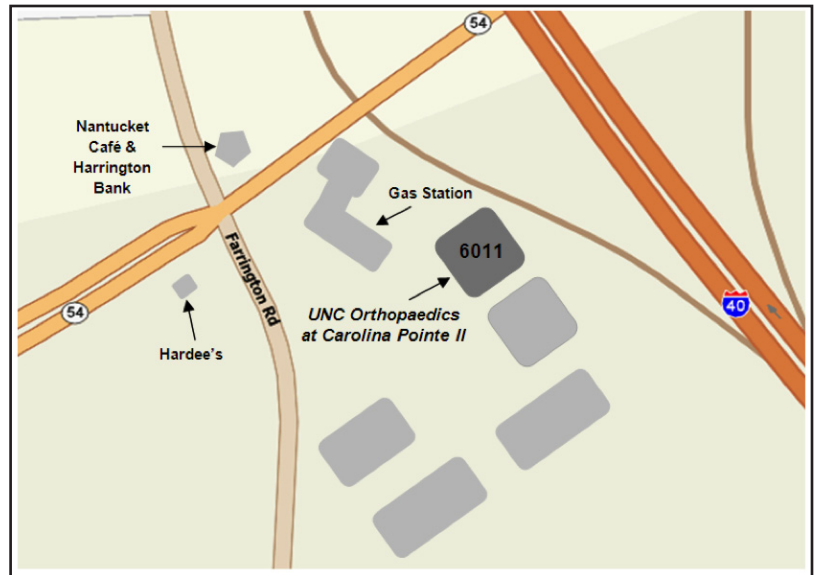 54
Nantucket
Café &
Harrington
Bank
Gas Station
Farrington Rd
6011
UNC Orthopaedics
at Carolina Pointe II
40
54
Hardee's